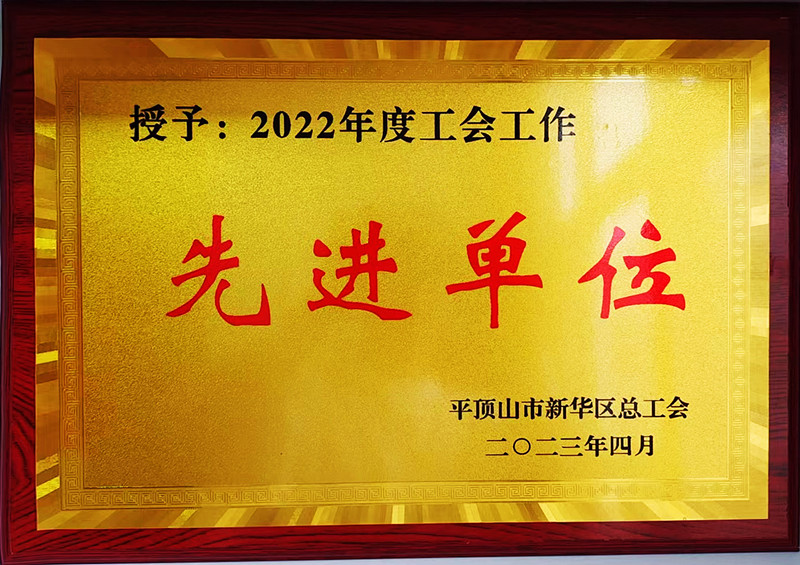 授予：2022年度工会工作
先进单位
平顶山市新华区总工会
二〇二三年四月